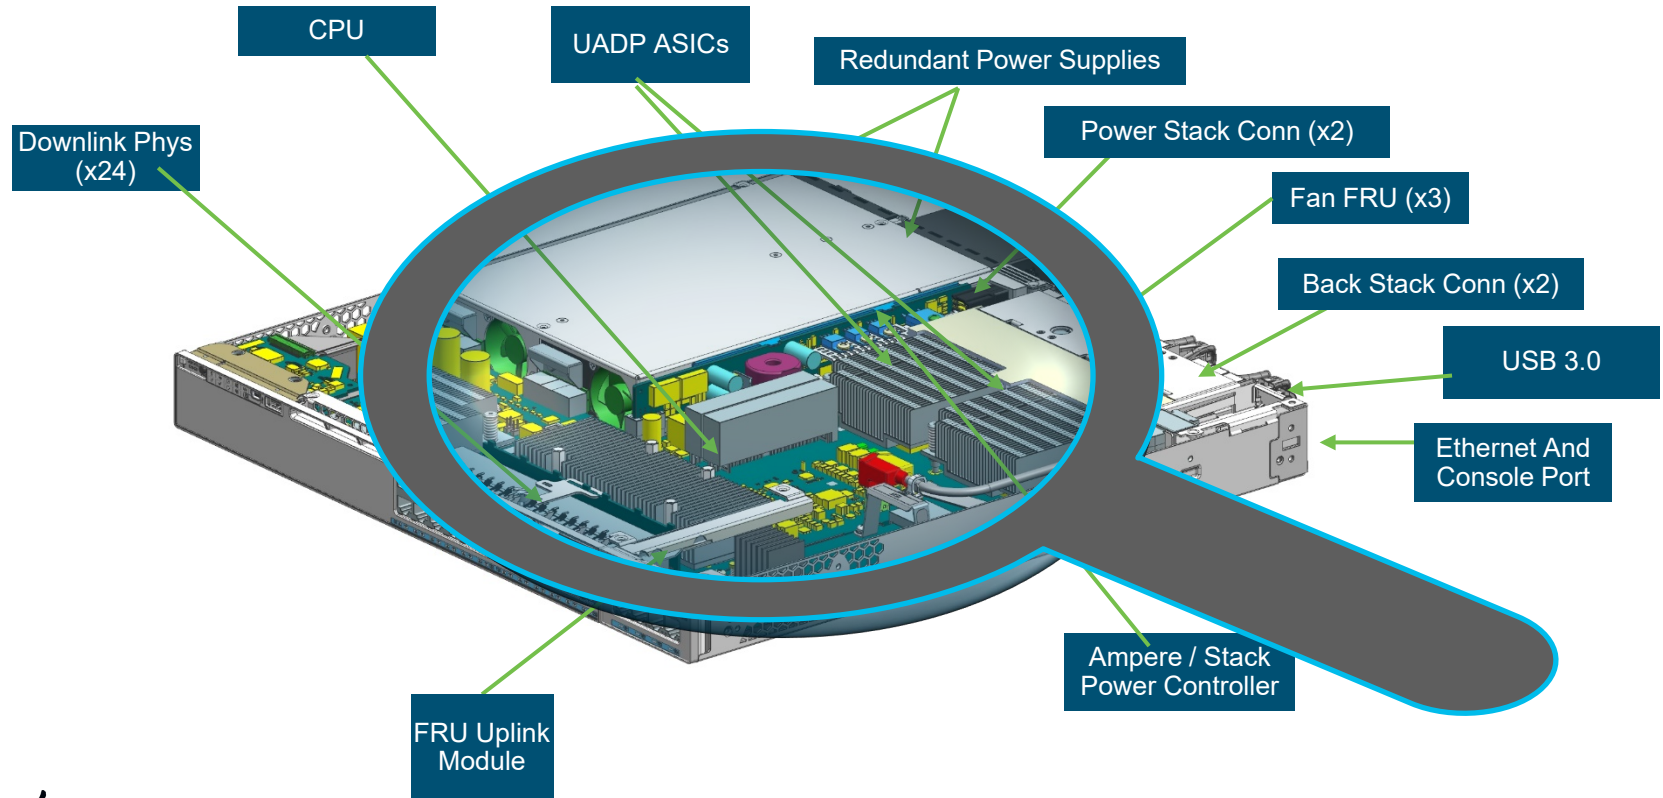 CPU
UADP ASICs
Redundant Power Supplies
Power Stack Conn (x2)
Downlink Phys
(x24)
Fan FRU (x3)
Back Stack Conn (x2)
USB 3.0
Ethernet And
Console Port
Ampere / Stack
Power Controller
FRU Uplink
Module